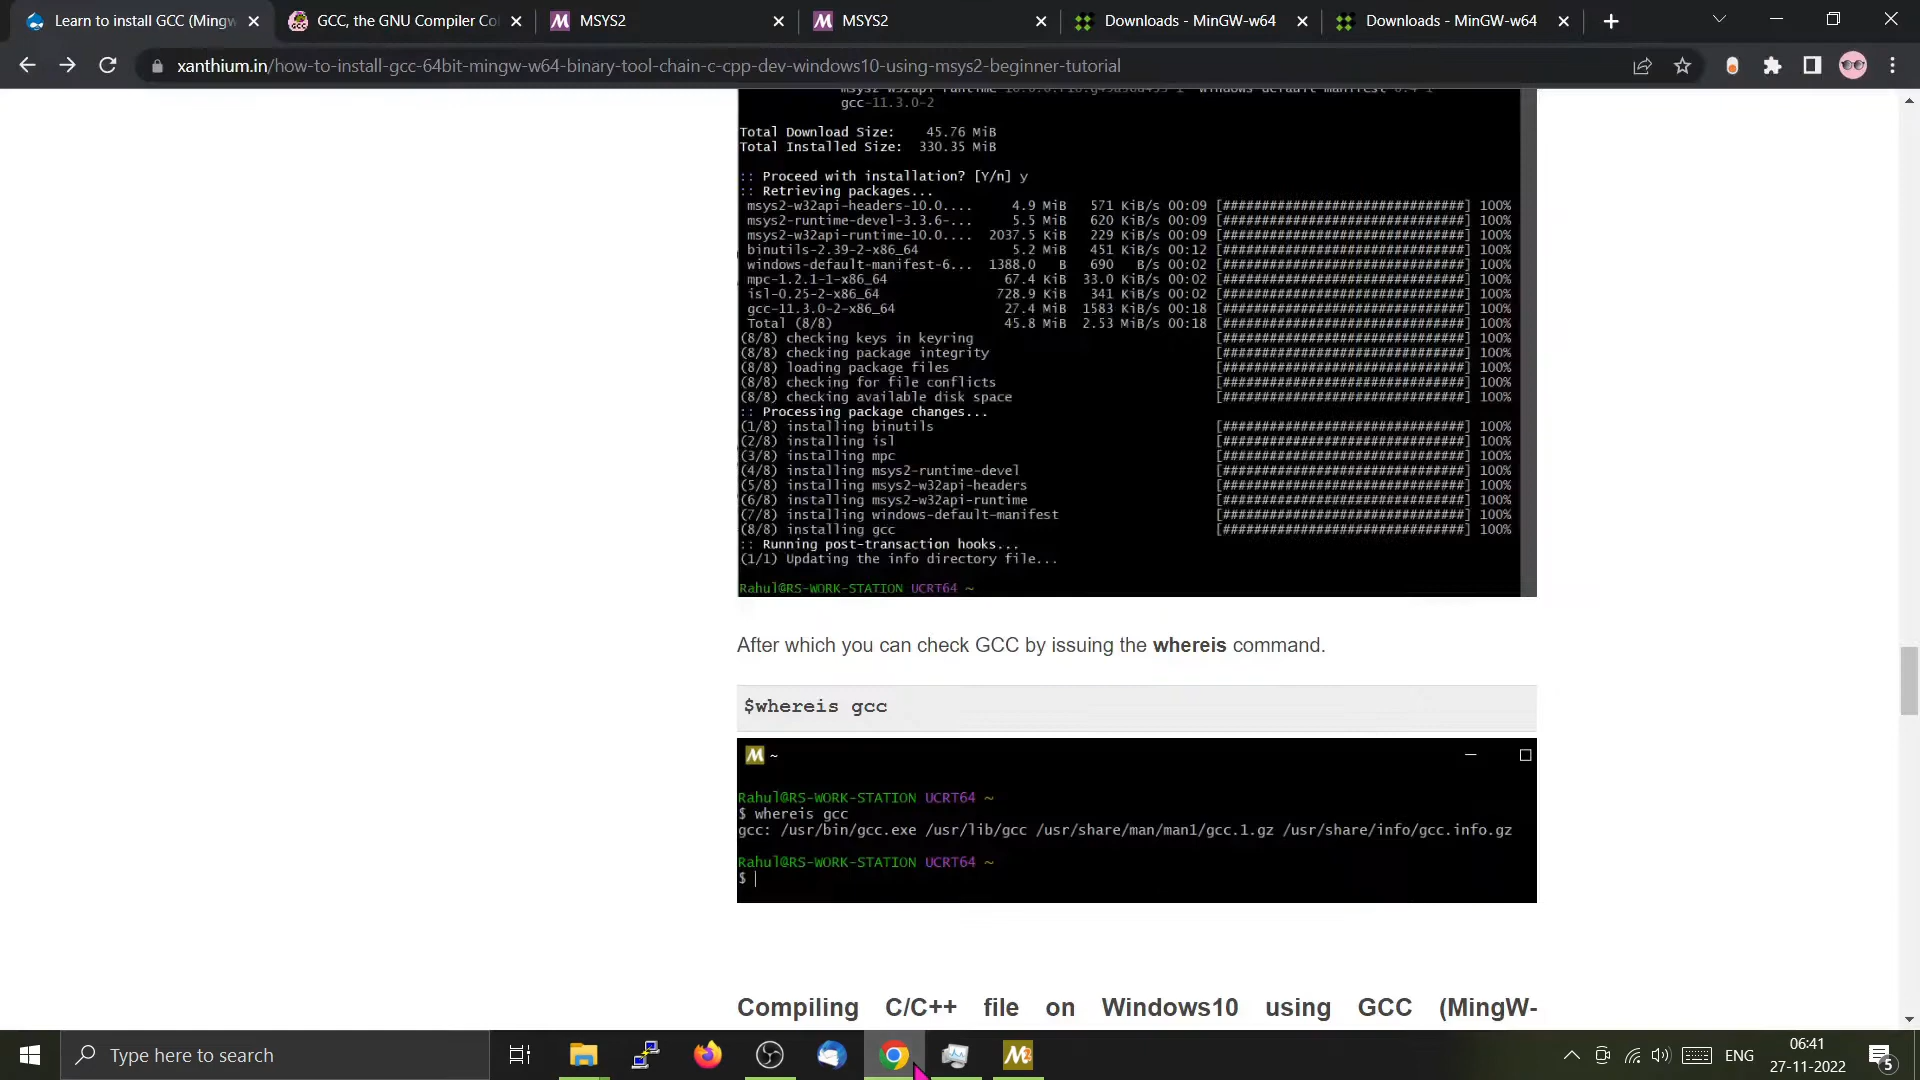 Learn to install GCC (Mingw
GCC, the GNU Compiler Co
MSYS2
MSYS2
Downloads - MinGW-w64
Downloads - MinGW-w64
xanthium.in/how-to-install-gcc-64bit-mingw-w64-binary-tool-chain-c-cpp-dev-windows10-using-msys2-beginner-tutorial
gcc-11.3.0-2
Total Download Size: 45.76 MiB
Total Installed Size: 330.35 MiB
:: Proceed with installation? [Y/n] y
:: Retrieving packages...
msys2-w32api-headers-10.0.... 4.9 MiB 571 KiB/s 00:09 [###############################] 100%
msys2-runtime-devel-3.3.6-... 5.5 MiB 620 KiB/s 00:09 [###############################] 100%
msys2-w32api-runtime-10.0.... 2037.5 KiB 229 KiB/s 00:09 [###############################] 100%
binutils-2.39-2-x86_64 5.2 MiB 451 KiB/s 00:12 [###############################] 100%
windows-default-manifest-6... 1388.0 B 690 B/s 00:02 [###############################] 100%
mpc-1.2.1-1-x86_64 67.4 KiB 33.0 KiB/s 00:02 [###############################] 100%
isl-0.25-2-x86_64 728.9 KiB 341 KiB/s 00:02 [###############################] 100%
gcc-11.3.0-2-x86_64 27.4 MiB 1583 KiB/s 00:18 [###############################] 100%
Total (8/8) 45.8 MiB 2.53 MiB/s 00:18 [###############################] 100%
(8/8) checking keys in keyring [###############################] 100%
(8/8) checking package integrity [###############################] 100%
(8/8) loading package files [###############################] 100%
(8/8) checking for file conflicts [###############################] 100%
(8/8) checking available disk space [###############################] 100%
:: Processing package changes...
(1/8) installing binutils [###############################] 100%
(2/8) installing isl [###############################] 100%
(3/8) installing mpc [###############################] 100%
(4/8) installing msys2-runtime-devel [###############################] 100%
(5/8) installing msys2-w32api-headers [###############################] 100%
(6/8) installing msys2-w32api-runtime [###############################] 100%
(7/8) installing windows-default-manifest [###############################] 100%
(8/8) installing gcc [###############################] 100%
:: Running post-transaction hooks...
(1/1) Updating the info directory file...
Rahul@RS-WORK-STATION UCRT64 ~
After which you can check GCC by issuing the whereis command.
$whereis gcc
M ~
Rahul@RS-WORK-STATION UCRT64 ~
$ whereis gcc
gcc: /usr/bin/gcc.exe /usr/lib/gcc /usr/share/man/man1/gcc.1.gz /usr/share/info/gcc.info.gz
Rahul@RS-WORK-STATION UCRT64 ~
$
Compiling C/C++ file on Windows10 using GCC (MingW-
Type here to search
ENG
06:41
27-11-2022
5